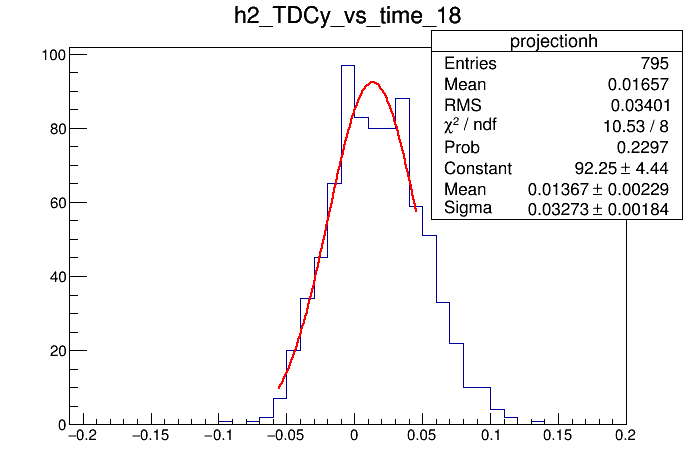 h2_TDCy_vs_time_18
projectionh
Entries 795
Mean 0.01657
RMS 0.03401
χ² / ndf 10.53 / 8
Prob 0.2297
Constant 92.25 ± 4.44
Mean 0.01367 ± 0.00229
Sigma 0.03273 ± 0.00184
100
80
60
40
20
0
−0.2 −0.15 −0.1 −0.05 0 0.05 0.1 0.15 0.2